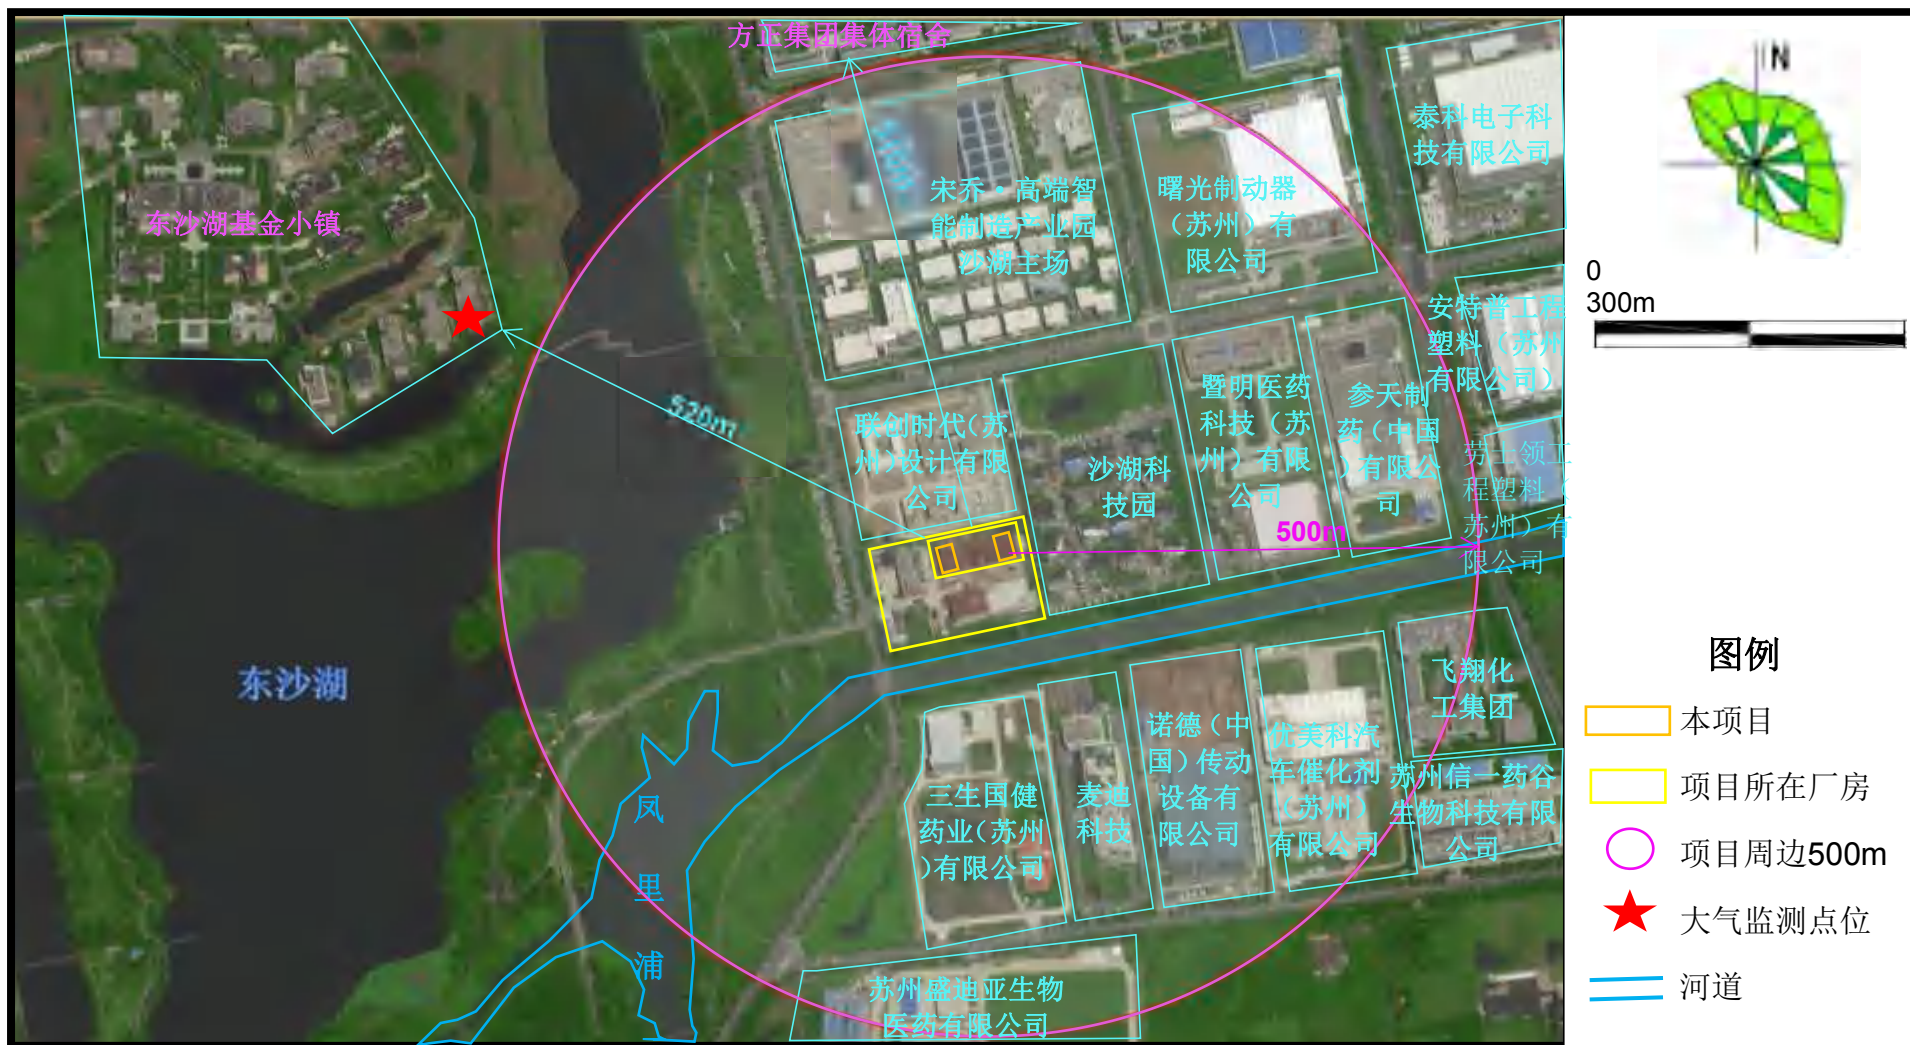 方正集团集体宿舍
N
泰科电子科
技有限公司
宋乔·高端智
能制造产业园
沙湖主场
曙光制动器
（苏州）有
限公司
东沙湖基金小镇
0
300m
安特普工程
塑料（苏州
有限公司）
520m
联创时代（苏
州）设计有限
公司
沙湖科
技园
暨明医药
科技（苏
州）有限
公司
参天制
药（中国
）有限公
司
劳士领工
程塑料（
苏州）有
限公司
500m
东沙湖
凤
里
浦
三生国健
药业（苏州
）有限公司
麦迪
科技
诺德（中
国）传动
设备有
限公司
优美科汽
车催化剂
（苏州）
有限公司
飞翔化
工集团
苏州信一药谷
生物科技有限
公司
苏州盛迪亚生物
医药有限公司
图例
本项目
项目所在厂房
项目周边500m
大气监测点位
河道